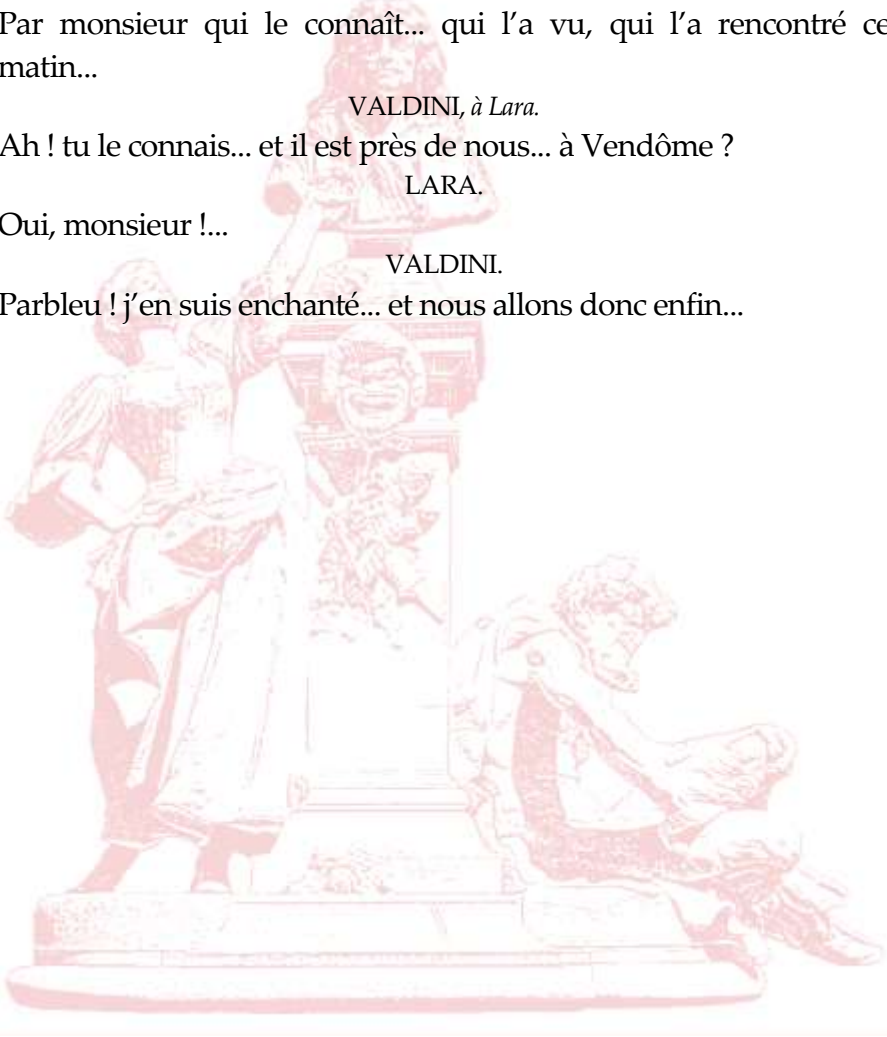 Par monsieur qui le connaît... qui l'a vu, qui l'a rencontré ce
matin...
VALDINI, à Lara.
Ah ! tu le connais... et il est près de nous... à Vendôme ?
LARA.
Oui, monsieur !...
VALDINI.
Parbleu ! j'en suis enchanté... et nous allons donc enfin...